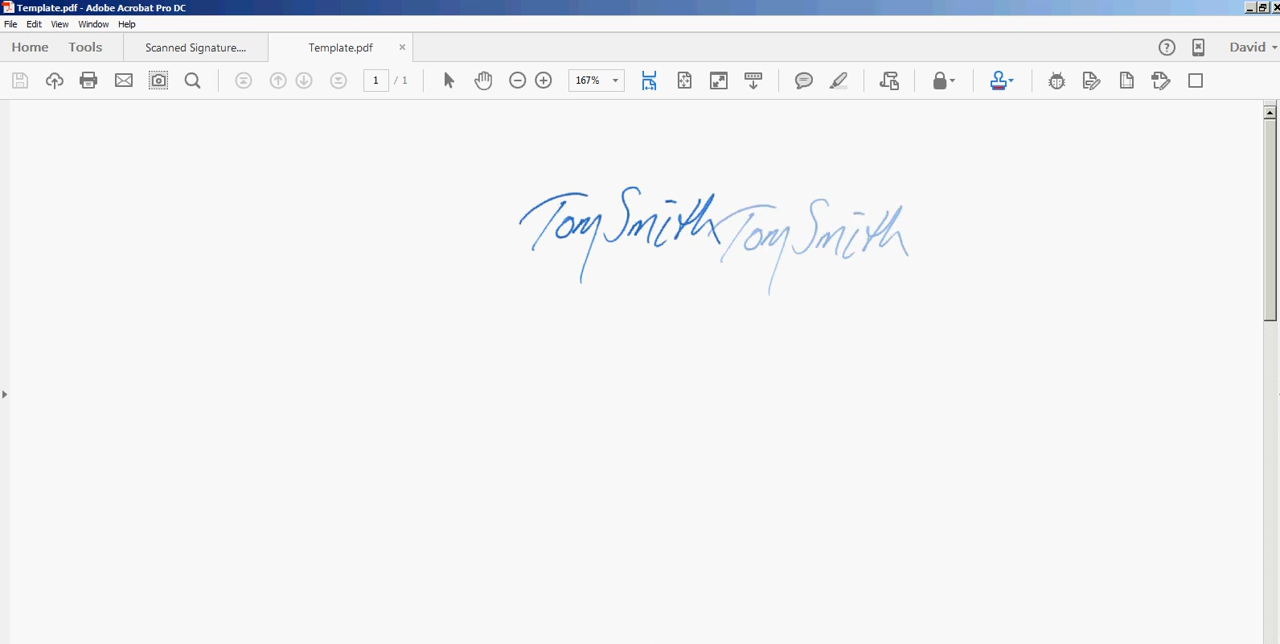 Template.pdf - Adobe Acrobat Pro DC
File Edit View Window Help
Home Tools Scanned Signature.... Template.pdf × David
1 / 1 167%
Tom Smith Tom Smith